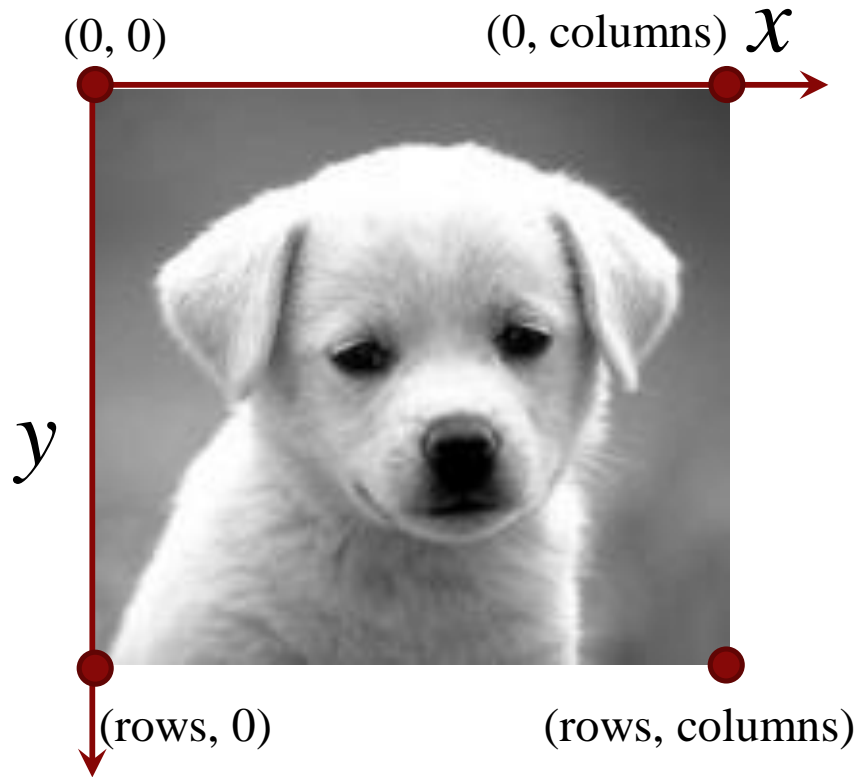 (0, 0)
(0, columns)
x
y
(rows, 0)
(rows, columns)